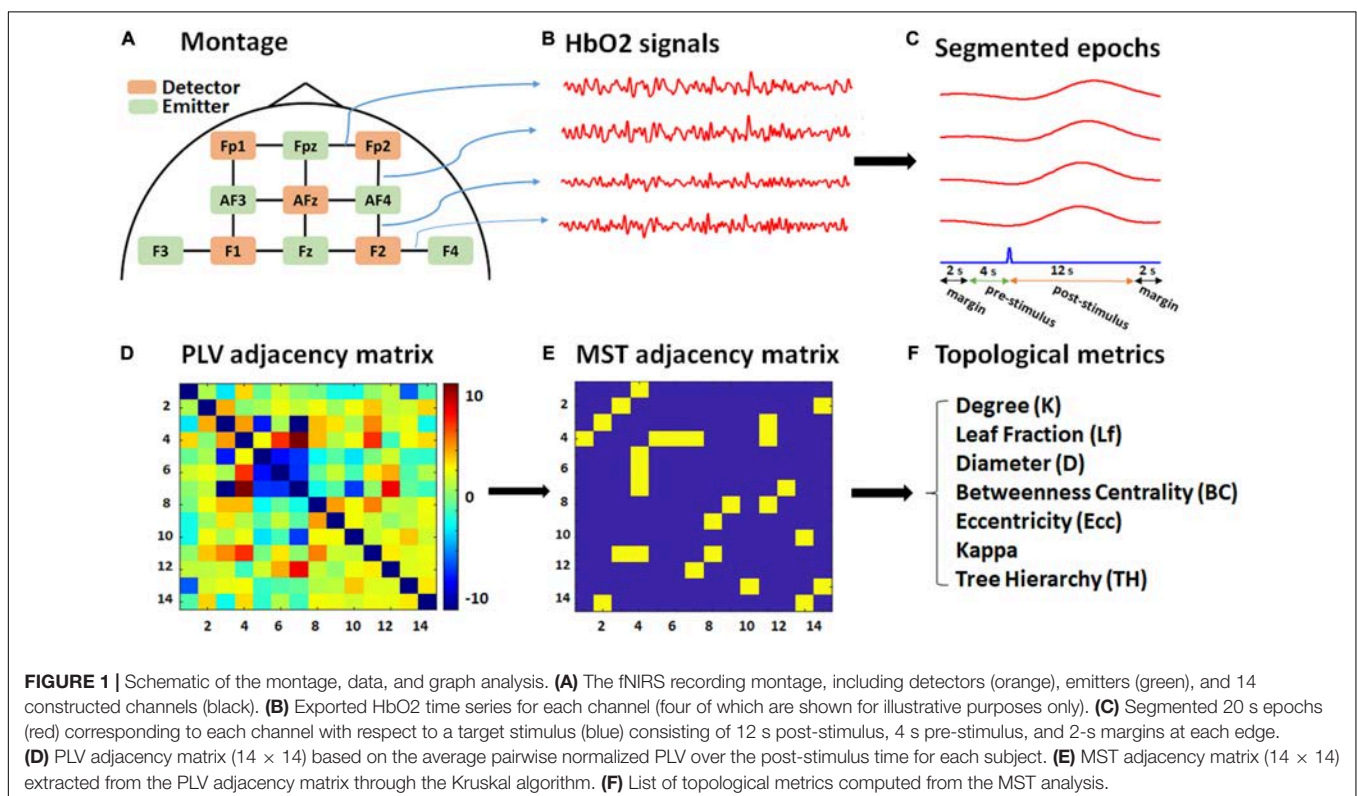 A Montage
Detector
Emitter
Fp1 Fpz Fp2
AF3 AFz AF4
F3 F1 Fz F2 F4
B HbO2 signals
C Segmented epochs
2 s 4 s 12 s 2 s
margin pre-stimulus post-stimulus margin
D PLV adjacency matrix
2
4
6
8
10
12
14
2 4 6 8 10 12 14
10
0
-10
E MST adjacency matrix
2
4
6
8
10
12
14
2 4 6 8 10 12 14
F Topological metrics
Degree (K)
Leaf Fraction (Lf)
Diameter (D)
Betweenness Centrality (BC)
Eccentricity (Ecc)
Kappa
Tree Hierarchy (TH)
FIGURE 1 | Schematic of the montage, data, and graph analysis. (A) The fNIRS recording montage, including detectors (orange), emitters (green), and 14
constructed channels (black). (B) Exported HbO2 time series for each channel (four of which are shown for illustrative purposes only). (C) Segmented 20 s epochs
(red) corresponding to each channel with respect to a target stimulus (blue) consisting of 12 s post-stimulus, 4 s pre-stimulus, and 2-s margins at each edge.
(D) PLV adjacency matrix (14 × 14) based on the average pairwise normalized PLV over the post-stimulus time for each subject. (E) MST adjacency matrix (14 × 14)
extracted from the PLV adjacency matrix through the Kruskal algorithm. (F) List of topological metrics computed from the MST analysis.